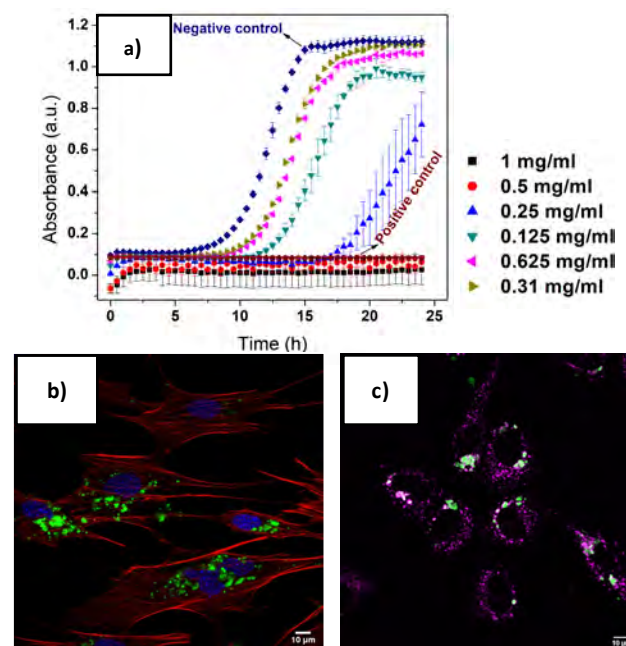 a)
Negative control
Positive control
Absorbance (a.u.)
1.2
1.0
0.8
0.6
0.4
0.2
0.0
0
5
10
15
20
25
Time (h)
1 mg/ml
0.5 mg/ml
0.25 mg/ml
0.125 mg/ml
0.625 mg/ml
0.31 mg/ml
b)
10 µm
c)
10 µm